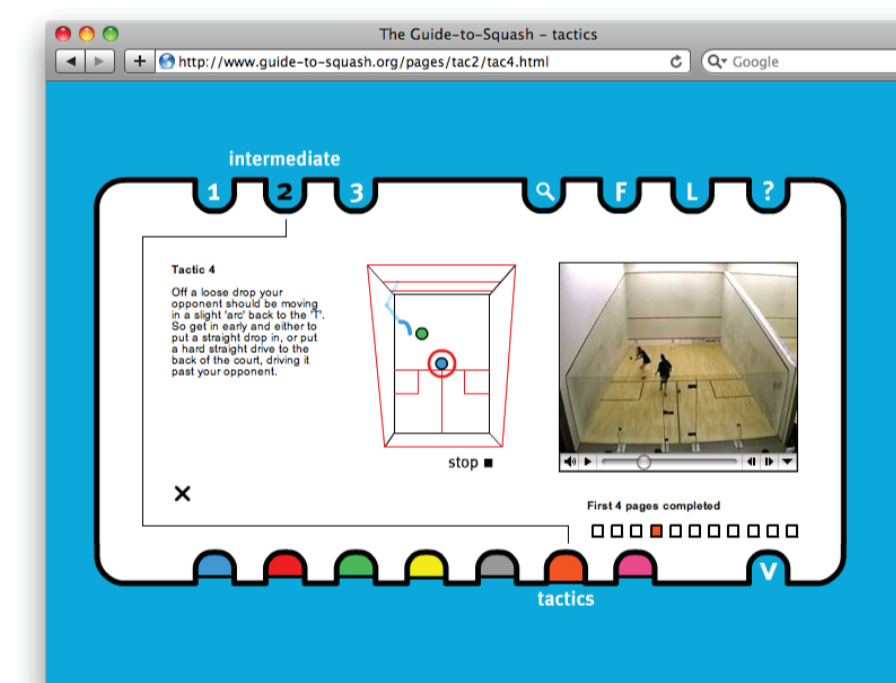 The Guide-to-Squash – tactics
http://www.guide-to-squash.org/pages/tac2/tac4.html
Google
intermediate
1 2 3 F L ?
Tactic 4
Off a loose drop your
opponent should be moving
in a slight 'arc' back to the 'T'.
So get in early and either to
put a straight drop in, or put
a hard straight drive to the
back of the court, driving it
past your opponent.
stop
First 4 pages completed
V
tactics